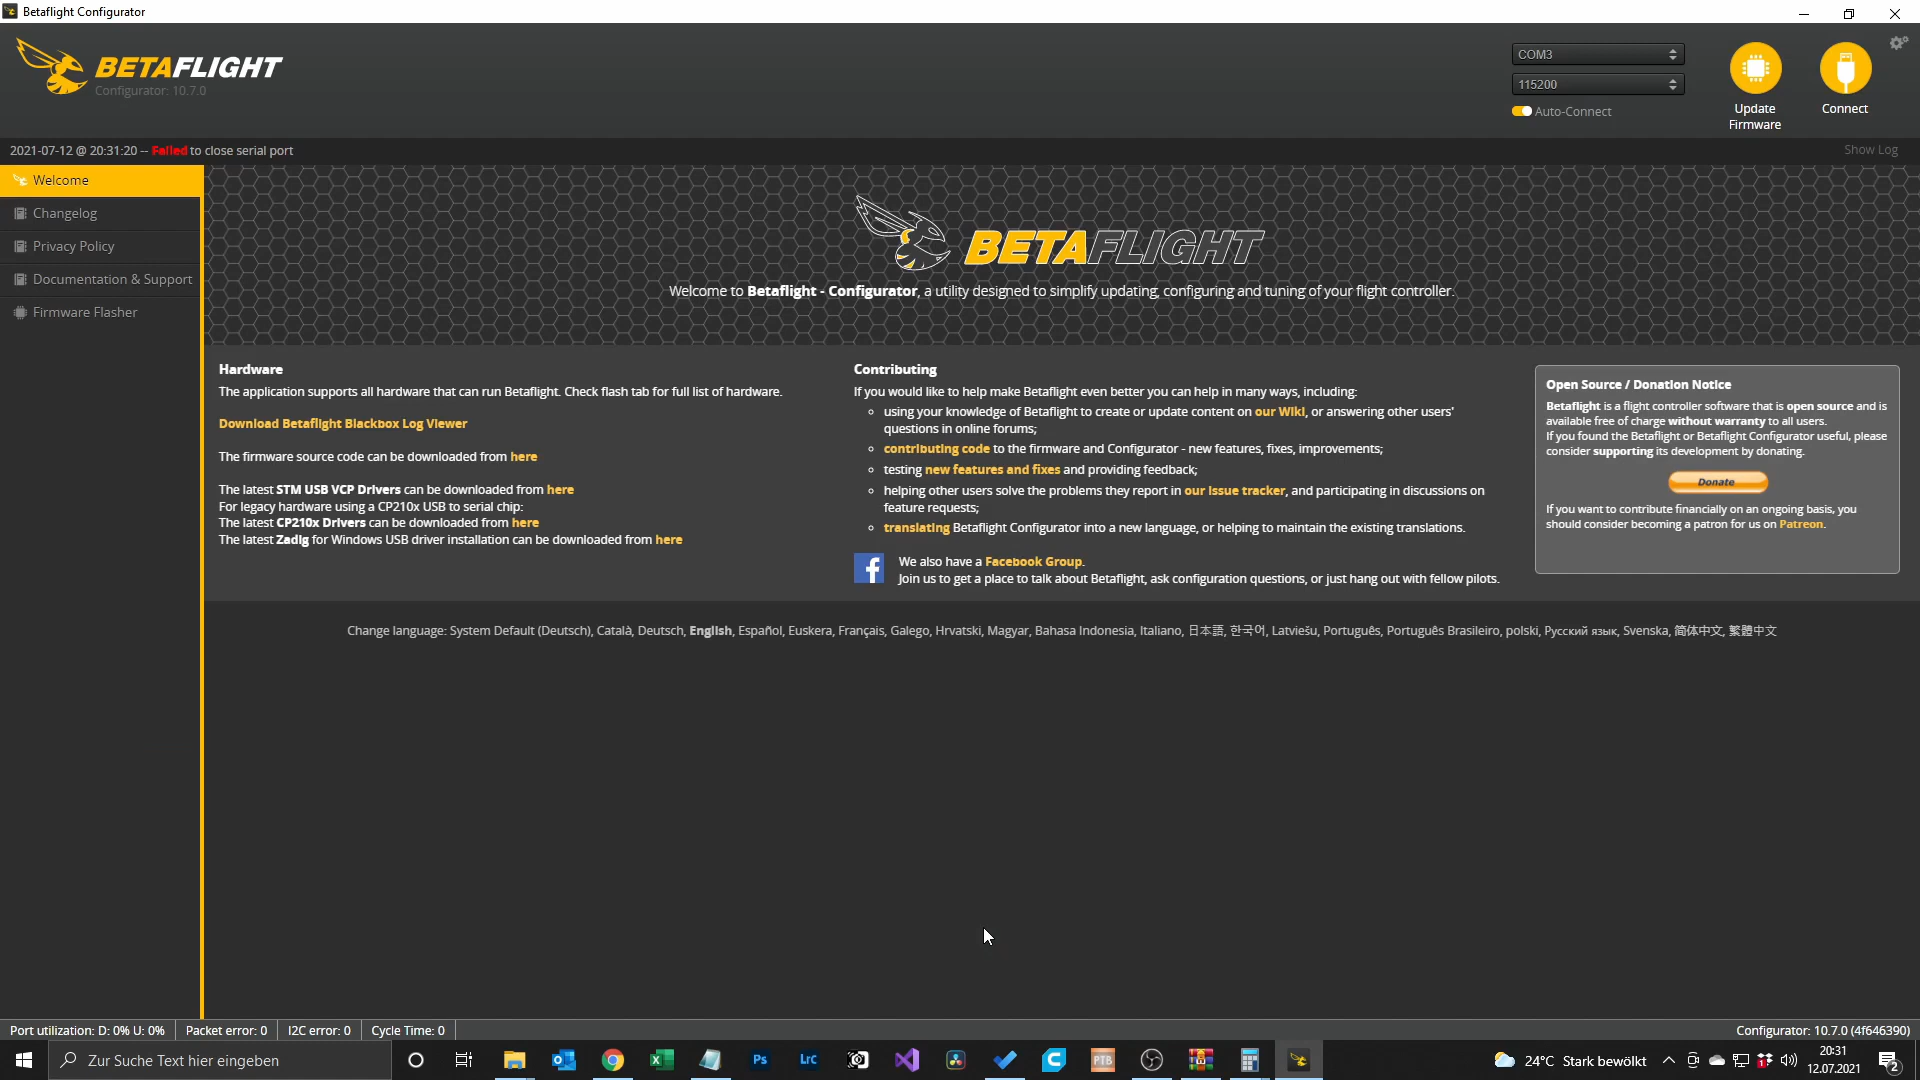 Betaflight Configurator
BETAFLIGHT
Configurator: 10.7.0
COM3
115200
Auto-Connect
Update
Firmware
Connect
2021-07-12 @ 20:31:20 -- Failed to close serial port
Show Log
Welcome
Changelog
Privacy Policy
Documentation & Support
Firmware Flasher
BETAFLIGHT
Welcome to Betaflight - Configurator, a utility designed to simplify updating, configuring and tuning of your flight controller.
Hardware
The application supports all hardware that can run Betaflight. Check flash tab for full list of hardware.
Download Betaflight Blackbox Log Viewer
The firmware source code can be downloaded from here
The latest STM USB VCP Drivers can be downloaded from here
For legacy hardware using a CP210x USB to serial chip:
The latest CP210x Drivers can be downloaded from here
The latest Zadig for Windows USB driver installation can be downloaded from here
Contributing
If you would like to help make Betaflight even better you can help in many ways, including:
using your knowledge of Betaflight to create or update content on our Wiki, or answering other users'
questions in online forums;
contributing code to the firmware and Configurator - new features, fixes, improvements;
testing new features and fixes and providing feedback;
helping other users solve the problems they report in our issue tracker, and participating in discussions on
feature requests;
translating Betaflight Configurator into a new language, or helping to maintain the existing translations.
We also have a Facebook Group.
Join us to get a place to talk about Betaflight, ask configuration questions, or just hang out with fellow pilots.
Open Source / Donation Notice
Betaflight is a flight controller software that is open source and is
available free of charge without warranty to all users.
If you found the Betaflight or Betaflight Configurator useful, please
consider supporting its development by donating.
Donate
If you want to contribute financially on an ongoing basis, you
should consider becoming a patron for us on Patreon.
Change language: System Default (Deutsch), Català, Deutsch, English, Español, Euskera, Français, Galego, Hrvatski, Magyar, Bahasa Indonesia, Italiano, 日本語, 한국어, Latviešu, Português, Português Brasileiro, polski, Русский язык, Svenska, 简体中文, 繁體中文
Port utilization: D: 0% U: 0%
Packet error: 0
I2C error: 0
Cycle Time: 0
Configurator: 10.7.0 (4f646390)
Zur Suche Text hier eingeben
Ps
Lrc
PTB
24°C Stark bewölkt
20:31
12.07.2021
2